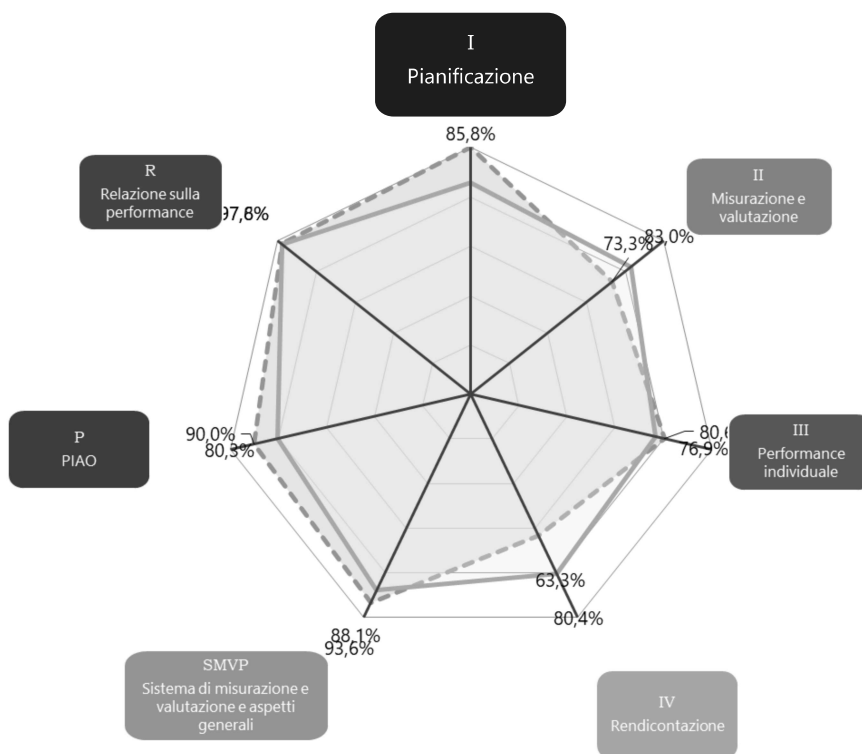 I
Pianificazione
85,8%
R
Relazione sulla
performance
97,8%
II
Misurazione e
valutazione
73,3%
83,0%
P
PIAO
90,0%
80,3%
80,6
76,9%
III
Performance
individuale
63,3%
80,4%
88,1%
93,6%
SMVP
Sistema di misurazione e
valutazione e aspetti
generali
IV
Rendicontazione